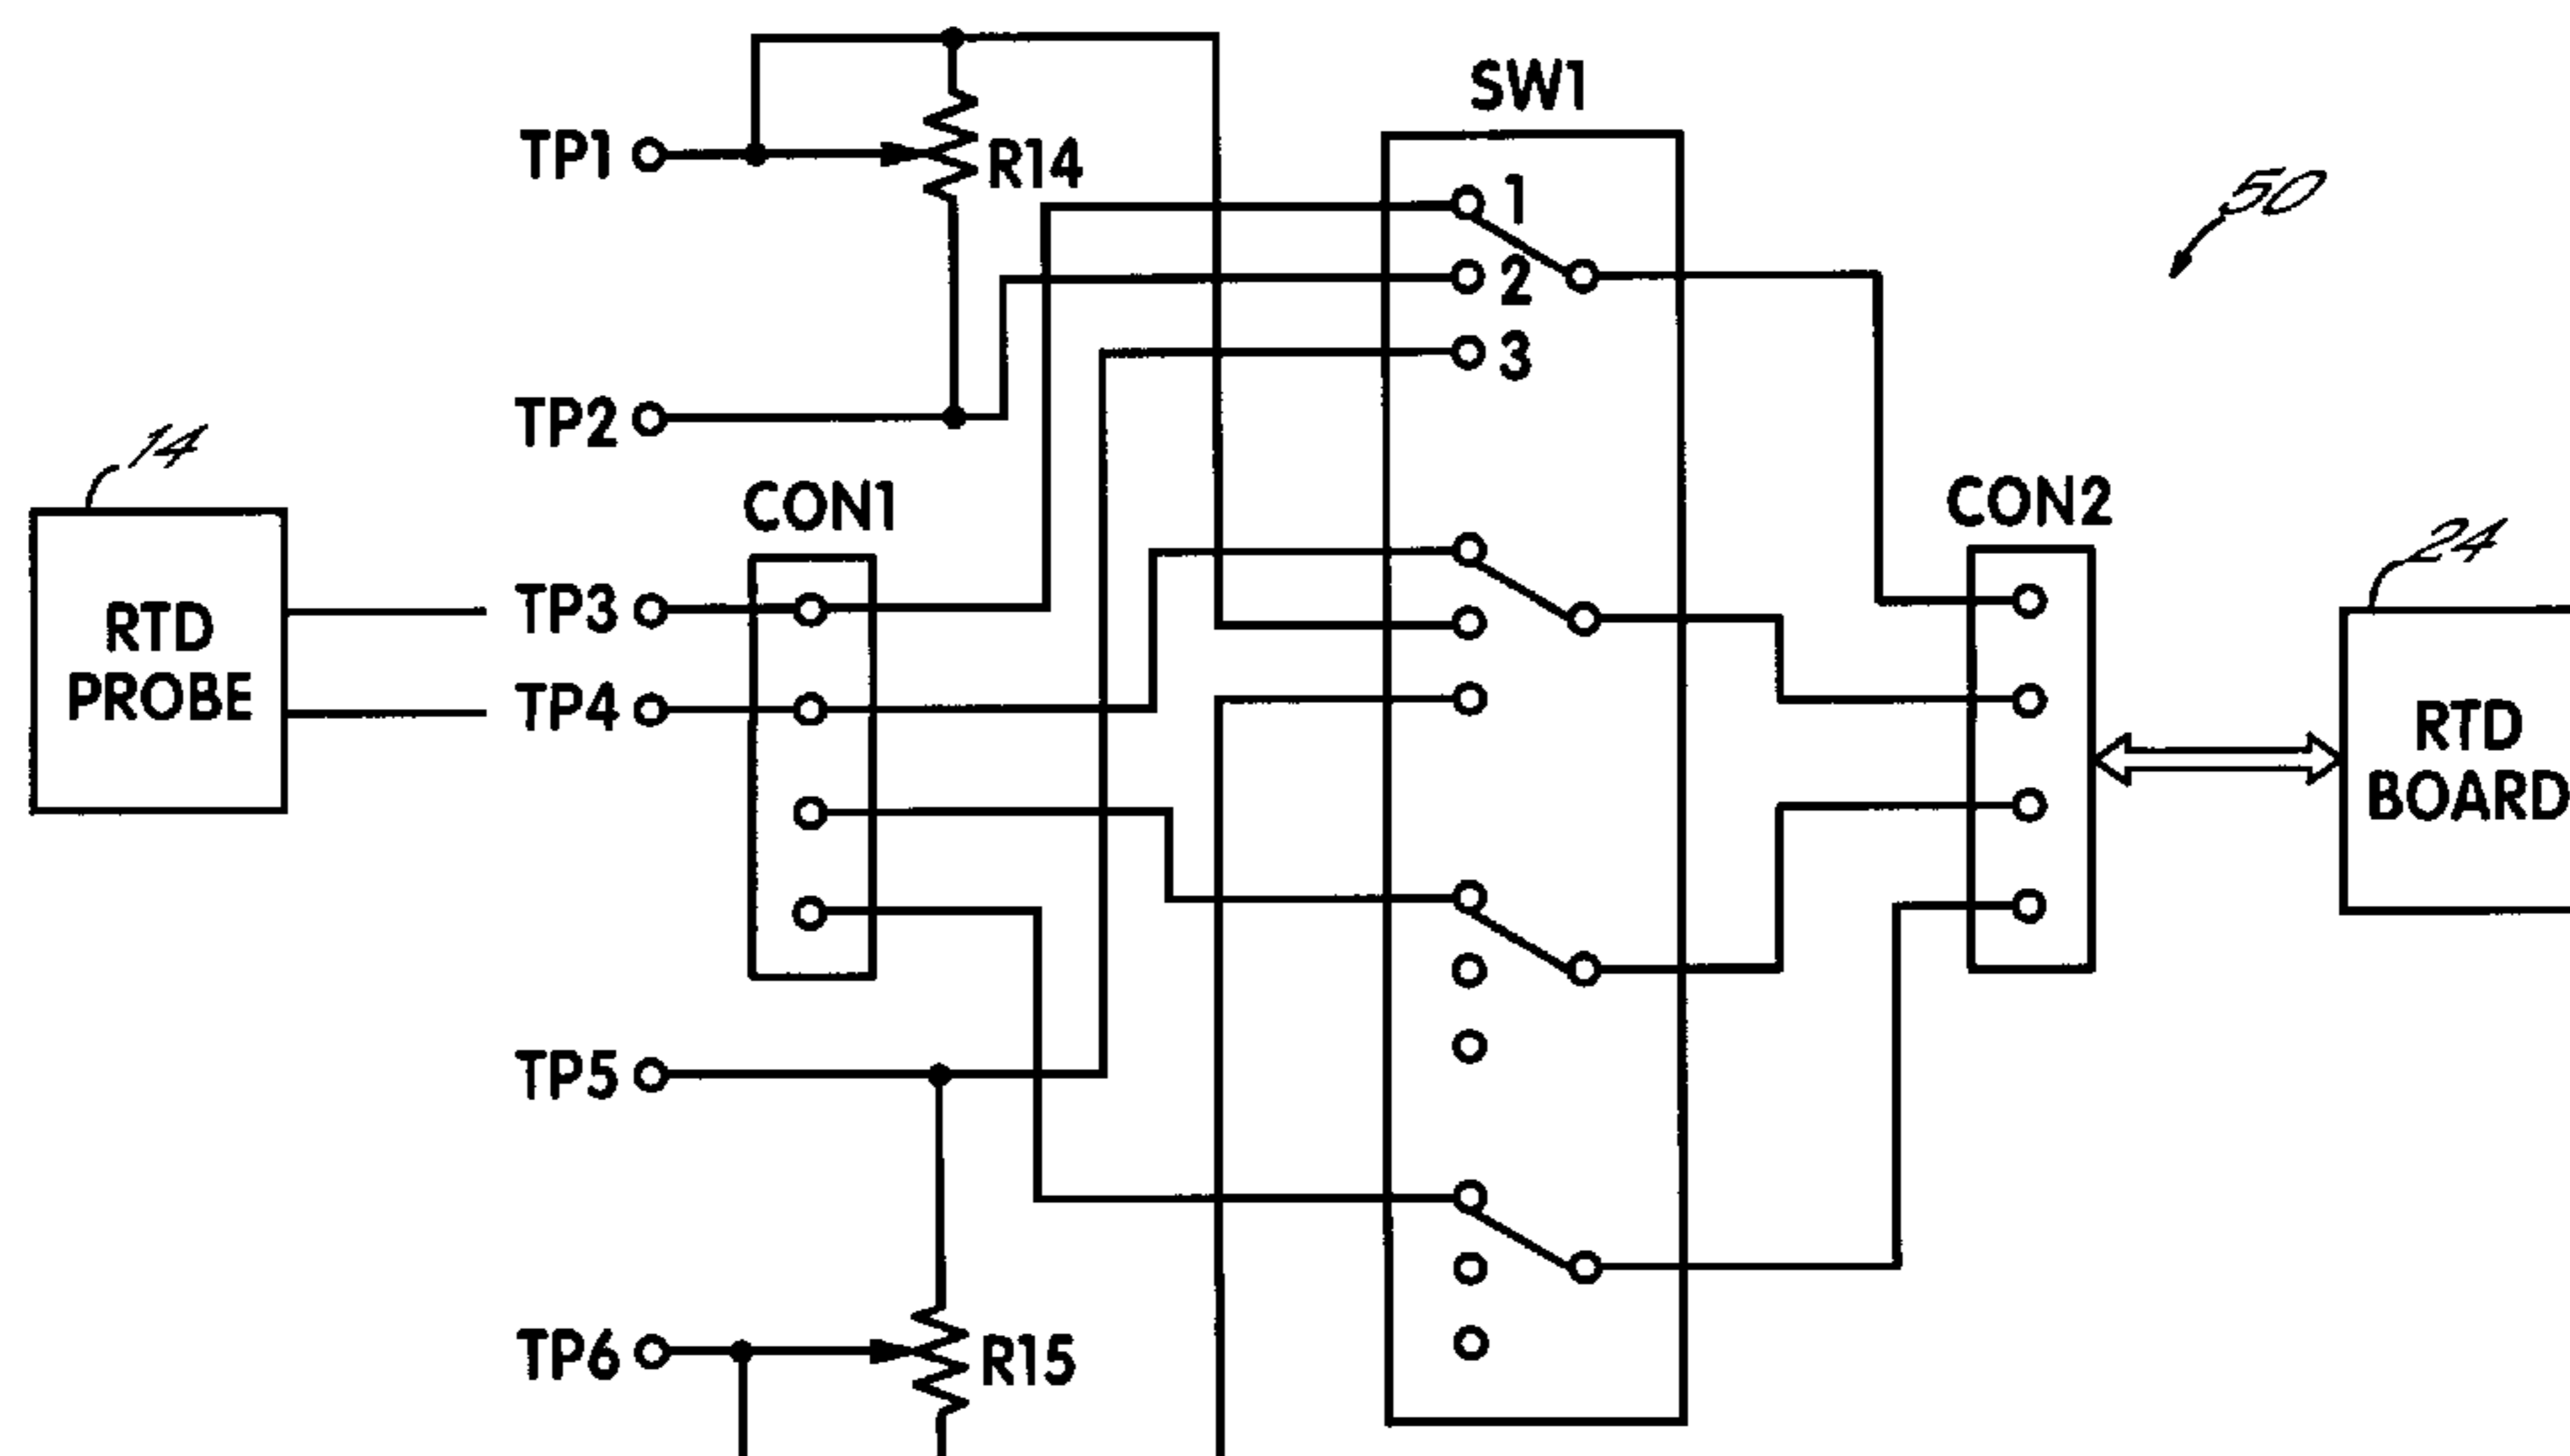 SW1
TP1
R14
1
50
2
3
TP2
14
CON1
CON2
24
RTD
PROBE
TP3
TP4
RTD
BOARD
TP5
TP6
R15